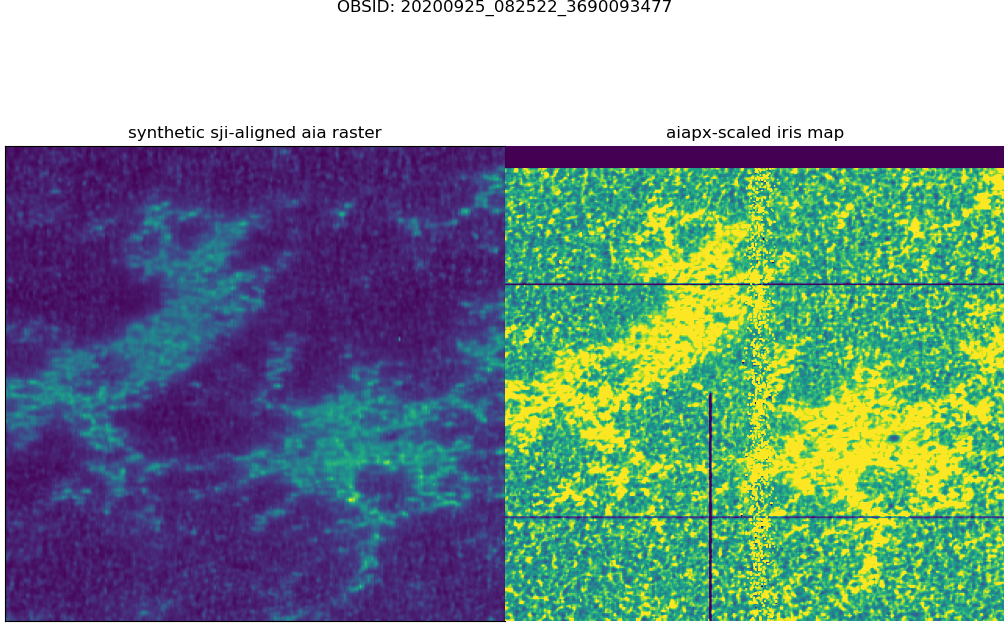 OBSID: 20200925_082522_3690093477
synthetic sji-aligned aia raster
aiapx-scaled iris map